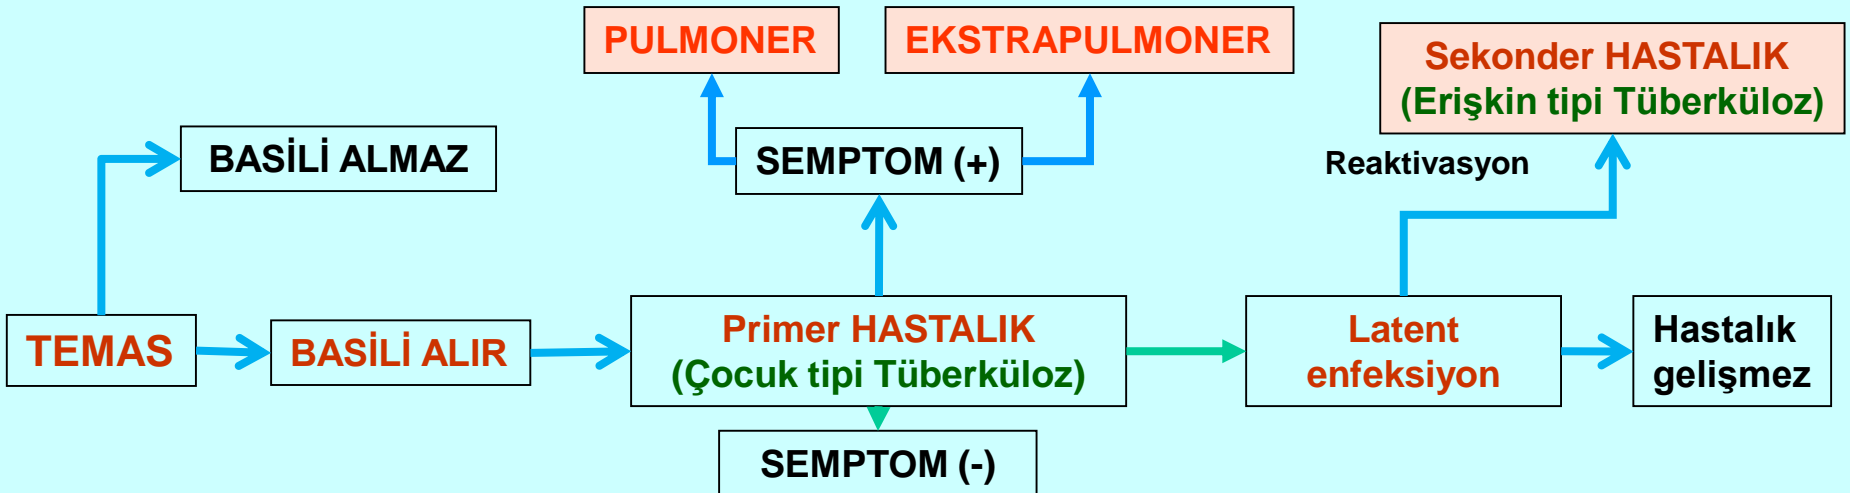 PULMONER
EKSTRAPULMONER
Sekonder HASTALIK
(Erişkin tipi Tüberküloz)
BASİLİ ALMAZ
SEMPTOM (+)
Reaktivasyon
TEMAS
BASİLİ ALIR
Primer HASTALIK
(Çocuk tipi Tüberküloz)
Latent
enfeksiyon
Hastalık
gelişmez
SEMPTOM (-)